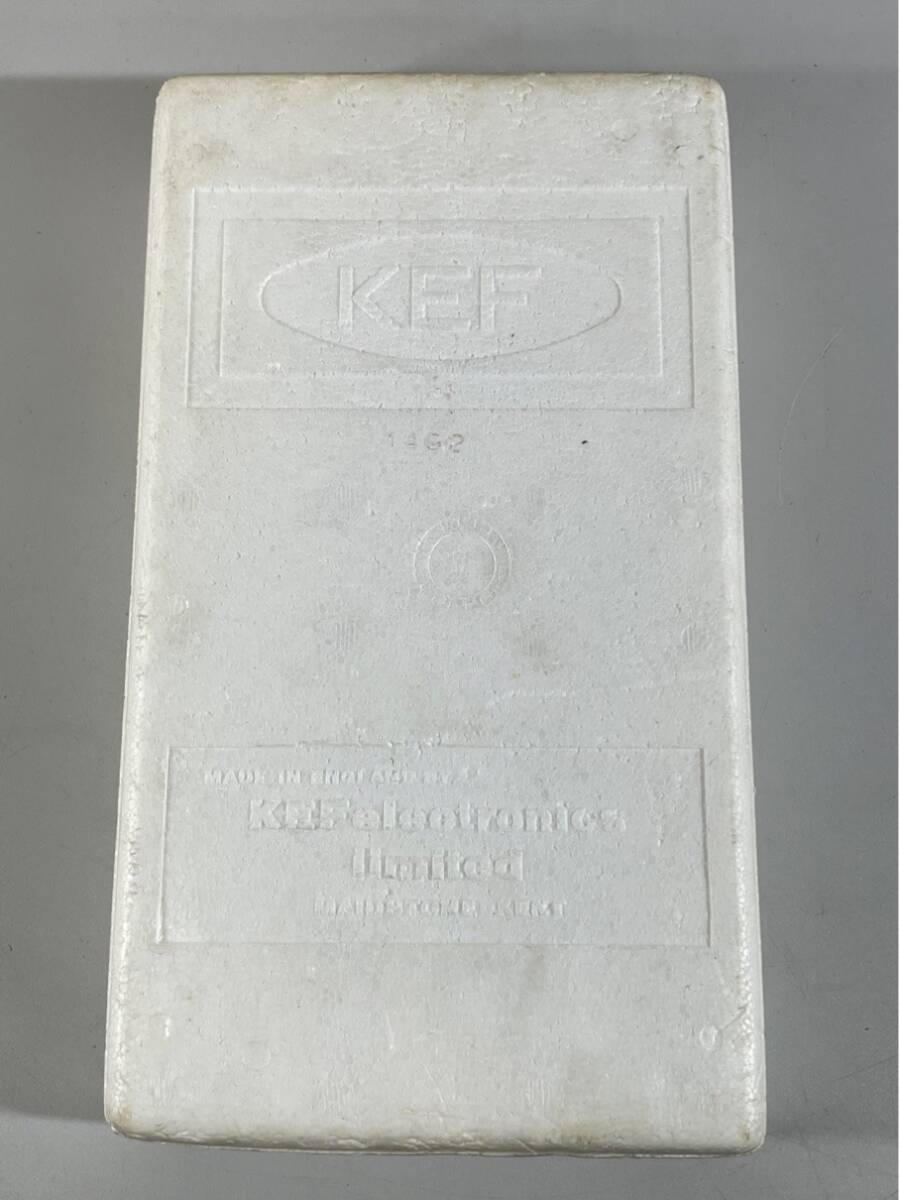 KEF
1462
MADE IN ENGLAND BY
KEF electronics
limited
MAIDSTONE KENT